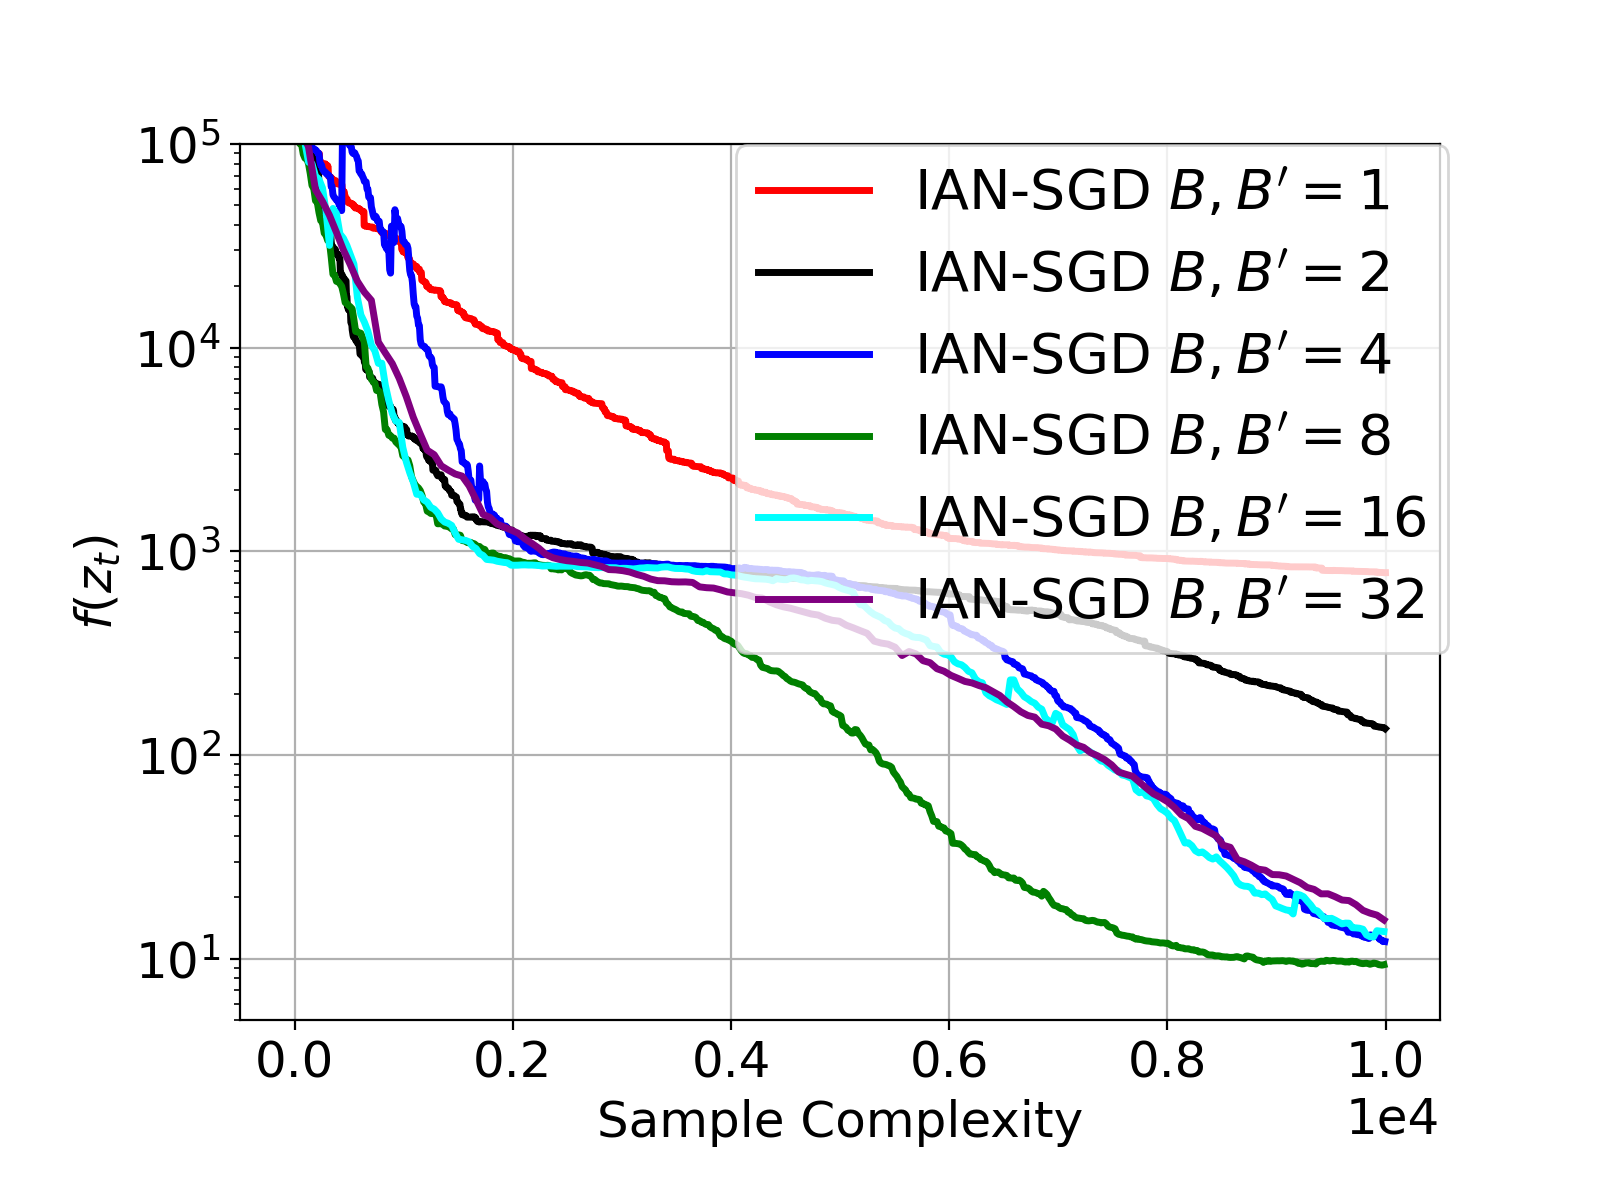 10^5
10^4
10^3
10^2
10^1
f(z_t)
IAN-SGD B, B′ = 1
IAN-SGD B, B′ = 2
IAN-SGD B, B′ = 4
IAN-SGD B, B′ = 8
IAN-SGD B, B′ = 16
IAN-SGD B, B′ = 32
0.0 0.2 0.4 0.6 0.8 1.0
1e4
Sample Complexity